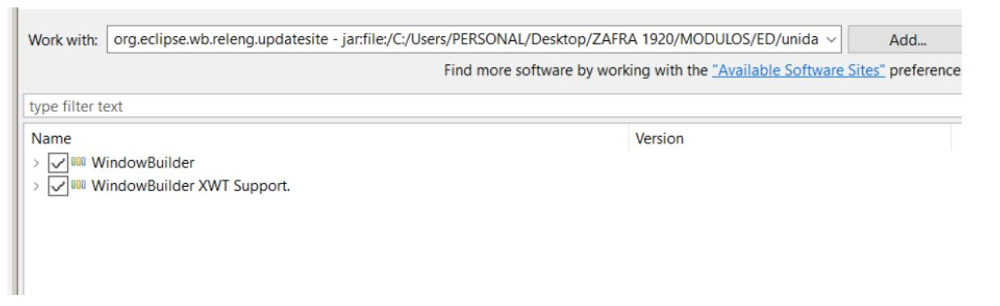 Work with: org.eclipse.wb.releng.updatesite - jar:file:/C:/Users/PERSONAL/Desktop/ZAFRA 1920/MODULOS/ED/unida Add...
Find more software by working with the "Available Software Sites" preference
type filter text
Name Version
WindowBuilder
WindowBuilder XWT Support.